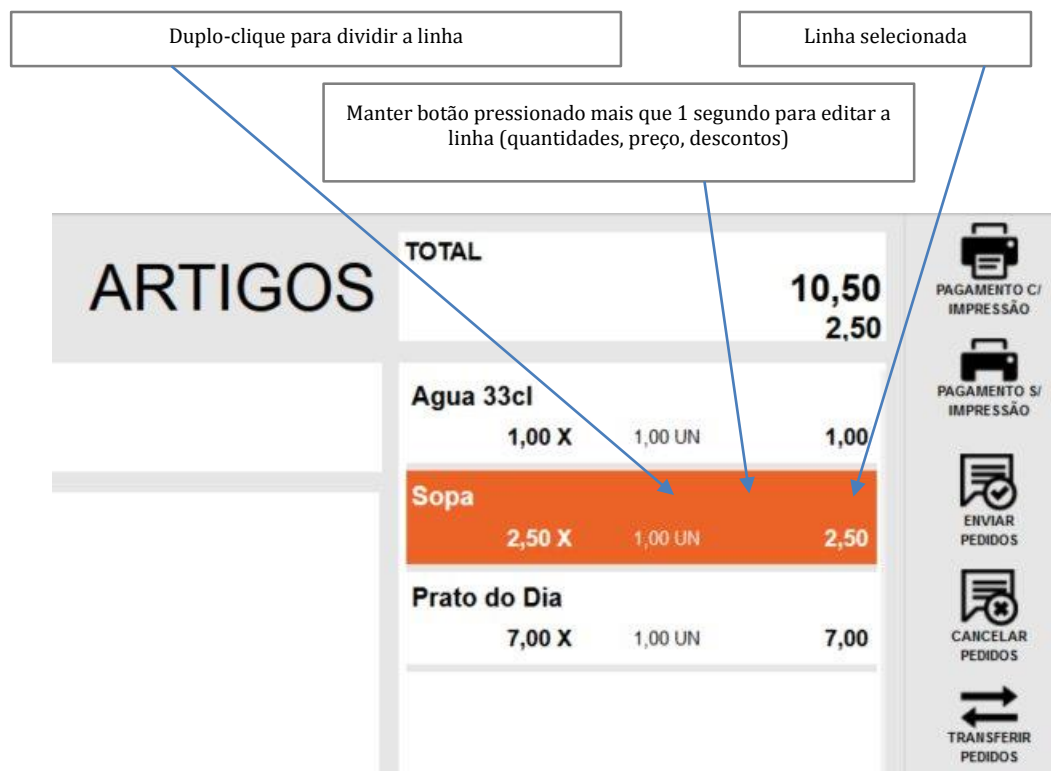 Duplo-clique para dividir a linha
Linha selecionada
Manter botão pressionado mais que 1 segundo para editar a
linha (quantidades, preço, descontos)
ARTIGOS
TOTAL
10,50
2,50
Agua 33cl
1,00 X 1,00 UN 1,00
Sopa
2,50 X 1,00 UN 2,50
Prato do Dia
7,00 X 1,00 UN 7,00
PAGAMENTO C/
IMPRESSÃO
PAGAMENTO S/
IMPRESSÃO
ENVIAR
PEDIDOS
CANCELAR
PEDIDOS
TRANSFERIR
PEDIDOS